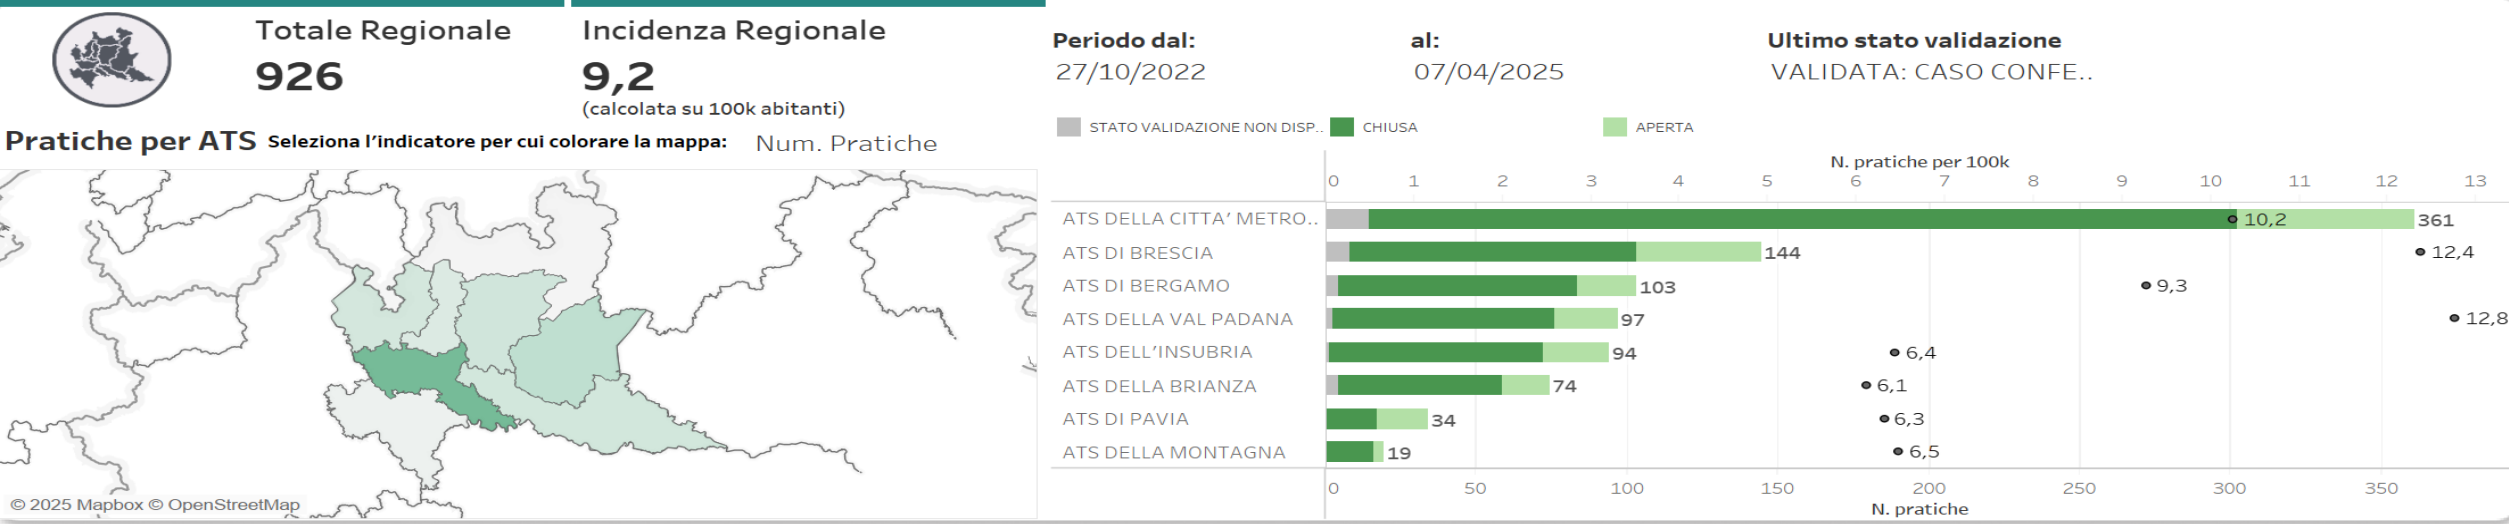 Totale Regionale
926
Incidenza Regionale
9,2
(calcolata su 100k abitanti)
Periodo dal:
27/10/2022
al:
07/04/2025
Ultimo stato validazione
VALIDATA: CASO CONFE..
Pratiche per ATS
Seleziona l'indicatore per cui colorare la mappa:
Num. Pratiche
© 2025 Mapbox © OpenStreetMap
STATO VALIDAZIONE NON DISP..
CHIUSA
APERTA
N. pratiche per 100k
0 1 2 3 4 5 6 7 8 9 10 11 12 13
ATS DELLA CITTA' METRO.. 10,2 361
ATS DI BRESCIA 144 12,4
ATS DI BERGAMO 103 9,3
ATS DELLA VAL PADANA 97 12,8
ATS DELL'INSUBRIA 94 6,4
ATS DELLA BRIANZA 74 6,1
ATS DI PAVIA 34 6,3
ATS DELLA MONTAGNA 19 6,5
0 50 100 150 200 250 300 350
N. pratiche